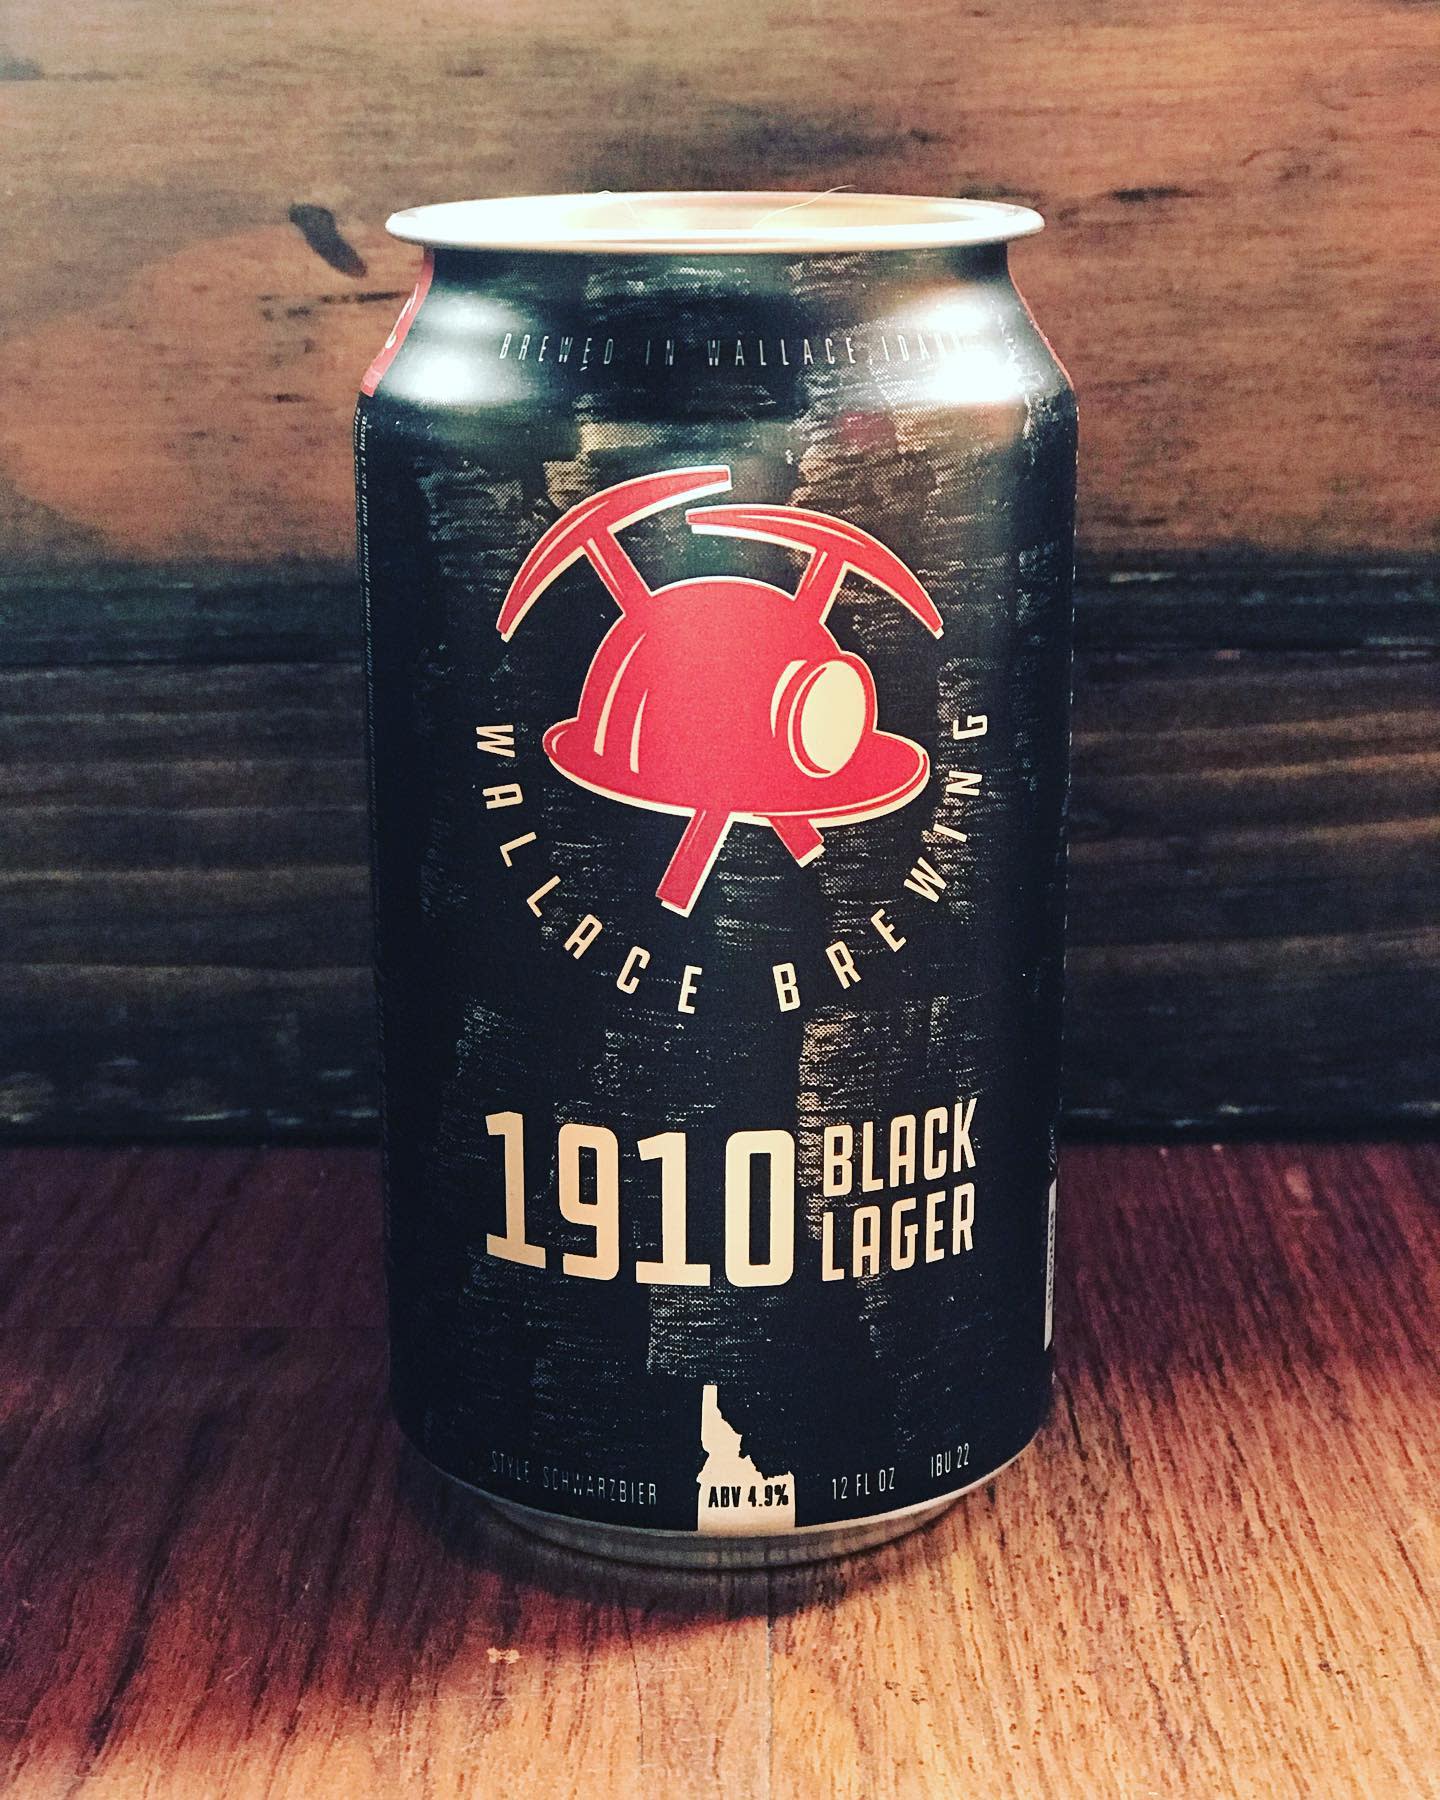 BREWED IN WALLACE, IDAHO
WALLACE BREWING
1910 BLACK
LAGER
STYLE SCHWARZBIER
ABV 4.9%
12 FL OZ
IBU 22